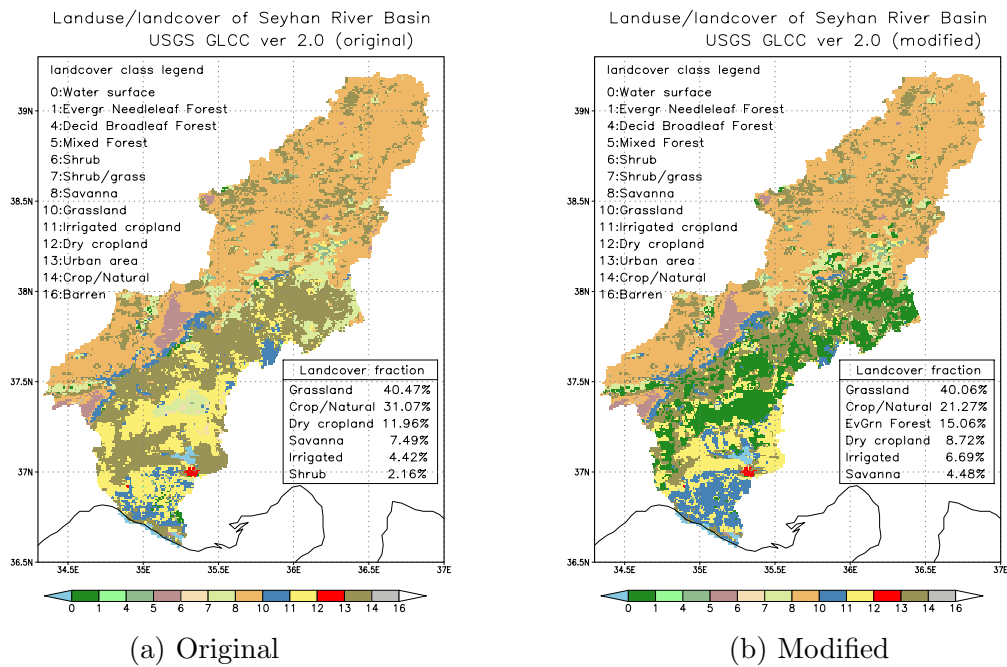 Landuse/landcover of Seyhan River Basin
USGS GLCC ver 2.0 (original)
landcover class legend
0:Water surface
1:Evergr Needleleaf Forest
4:Decid Broadleaf Forest
5:Mixed Forest
6:Shrub
7:Shrub/grass
8:Savanna
10:Grassland
11:Irrigated cropland
12:Dry cropland
13:Urban area
14:Crop/Natural
16:Barren
39N
38.5N
38N
37.5N
37N
36.5N
Landcover fraction
Grassland 40.47%
Crop/Natural 31.07%
Dry cropland 11.96%
Savanna 7.49%
Irrigated 4.42%
Shrub 2.16%
34.5E 35E 35.5E 36E 36.5E 37E
0 1 4 5 6 7 8 10 11 12 13 14 16
(a) Original
Landuse/landcover of Seyhan River Basin
USGS GLCC ver 2.0 (modified)
landcover class legend
0:Water surface
1:Evergr Needleleaf Forest
4:Decid Broadleaf Forest
5:Mixed Forest
6:Shrub
7:Shrub/grass
8:Savanna
10:Grassland
11:Irrigated cropland
12:Dry cropland
13:Urban area
14:Crop/Natural
16:Barren
39N
38.5N
38N
37.5N
37N
36.5N
Landcover fraction
Grassland 40.06%
Crop/Natural 21.27%
EvGrn Forest 15.06%
Dry cropland 8.72%
Irrigated 6.69%
Savanna 4.48%
34.5E 35E 35.5E 36E 36.5E 37E
0 1 4 5 6 7 8 10 11 12 13 14 16
(b) Modified